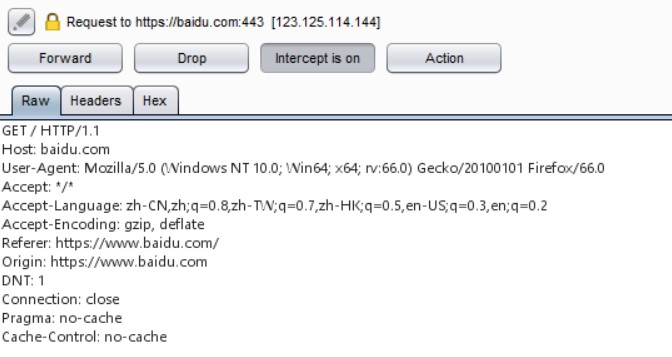 Request to https://baidu.com:443 [123.125.114.144]
Forward Drop Intercept is on Action
Raw Headers Hex
GET / HTTP/1.1
Host: baidu.com
User-Agent: Mozilla/5.0 (Windows NT 10.0; Win64; x64; rv:66.0) Gecko/20100101 Firefox/66.0
Accept: */*
Accept-Language: zh-CN,zh;q=0.8,zh-TW;q=0.7,zh-HK;q=0.5,en-US;q=0.3,en;q=0.2
Accept-Encoding: gzip, deflate
Referer: https://www.baidu.com/
Origin: https://www.baidu.com
DNT: 1
Connection: close
Pragma: no-cache
Cache-Control: no-cache